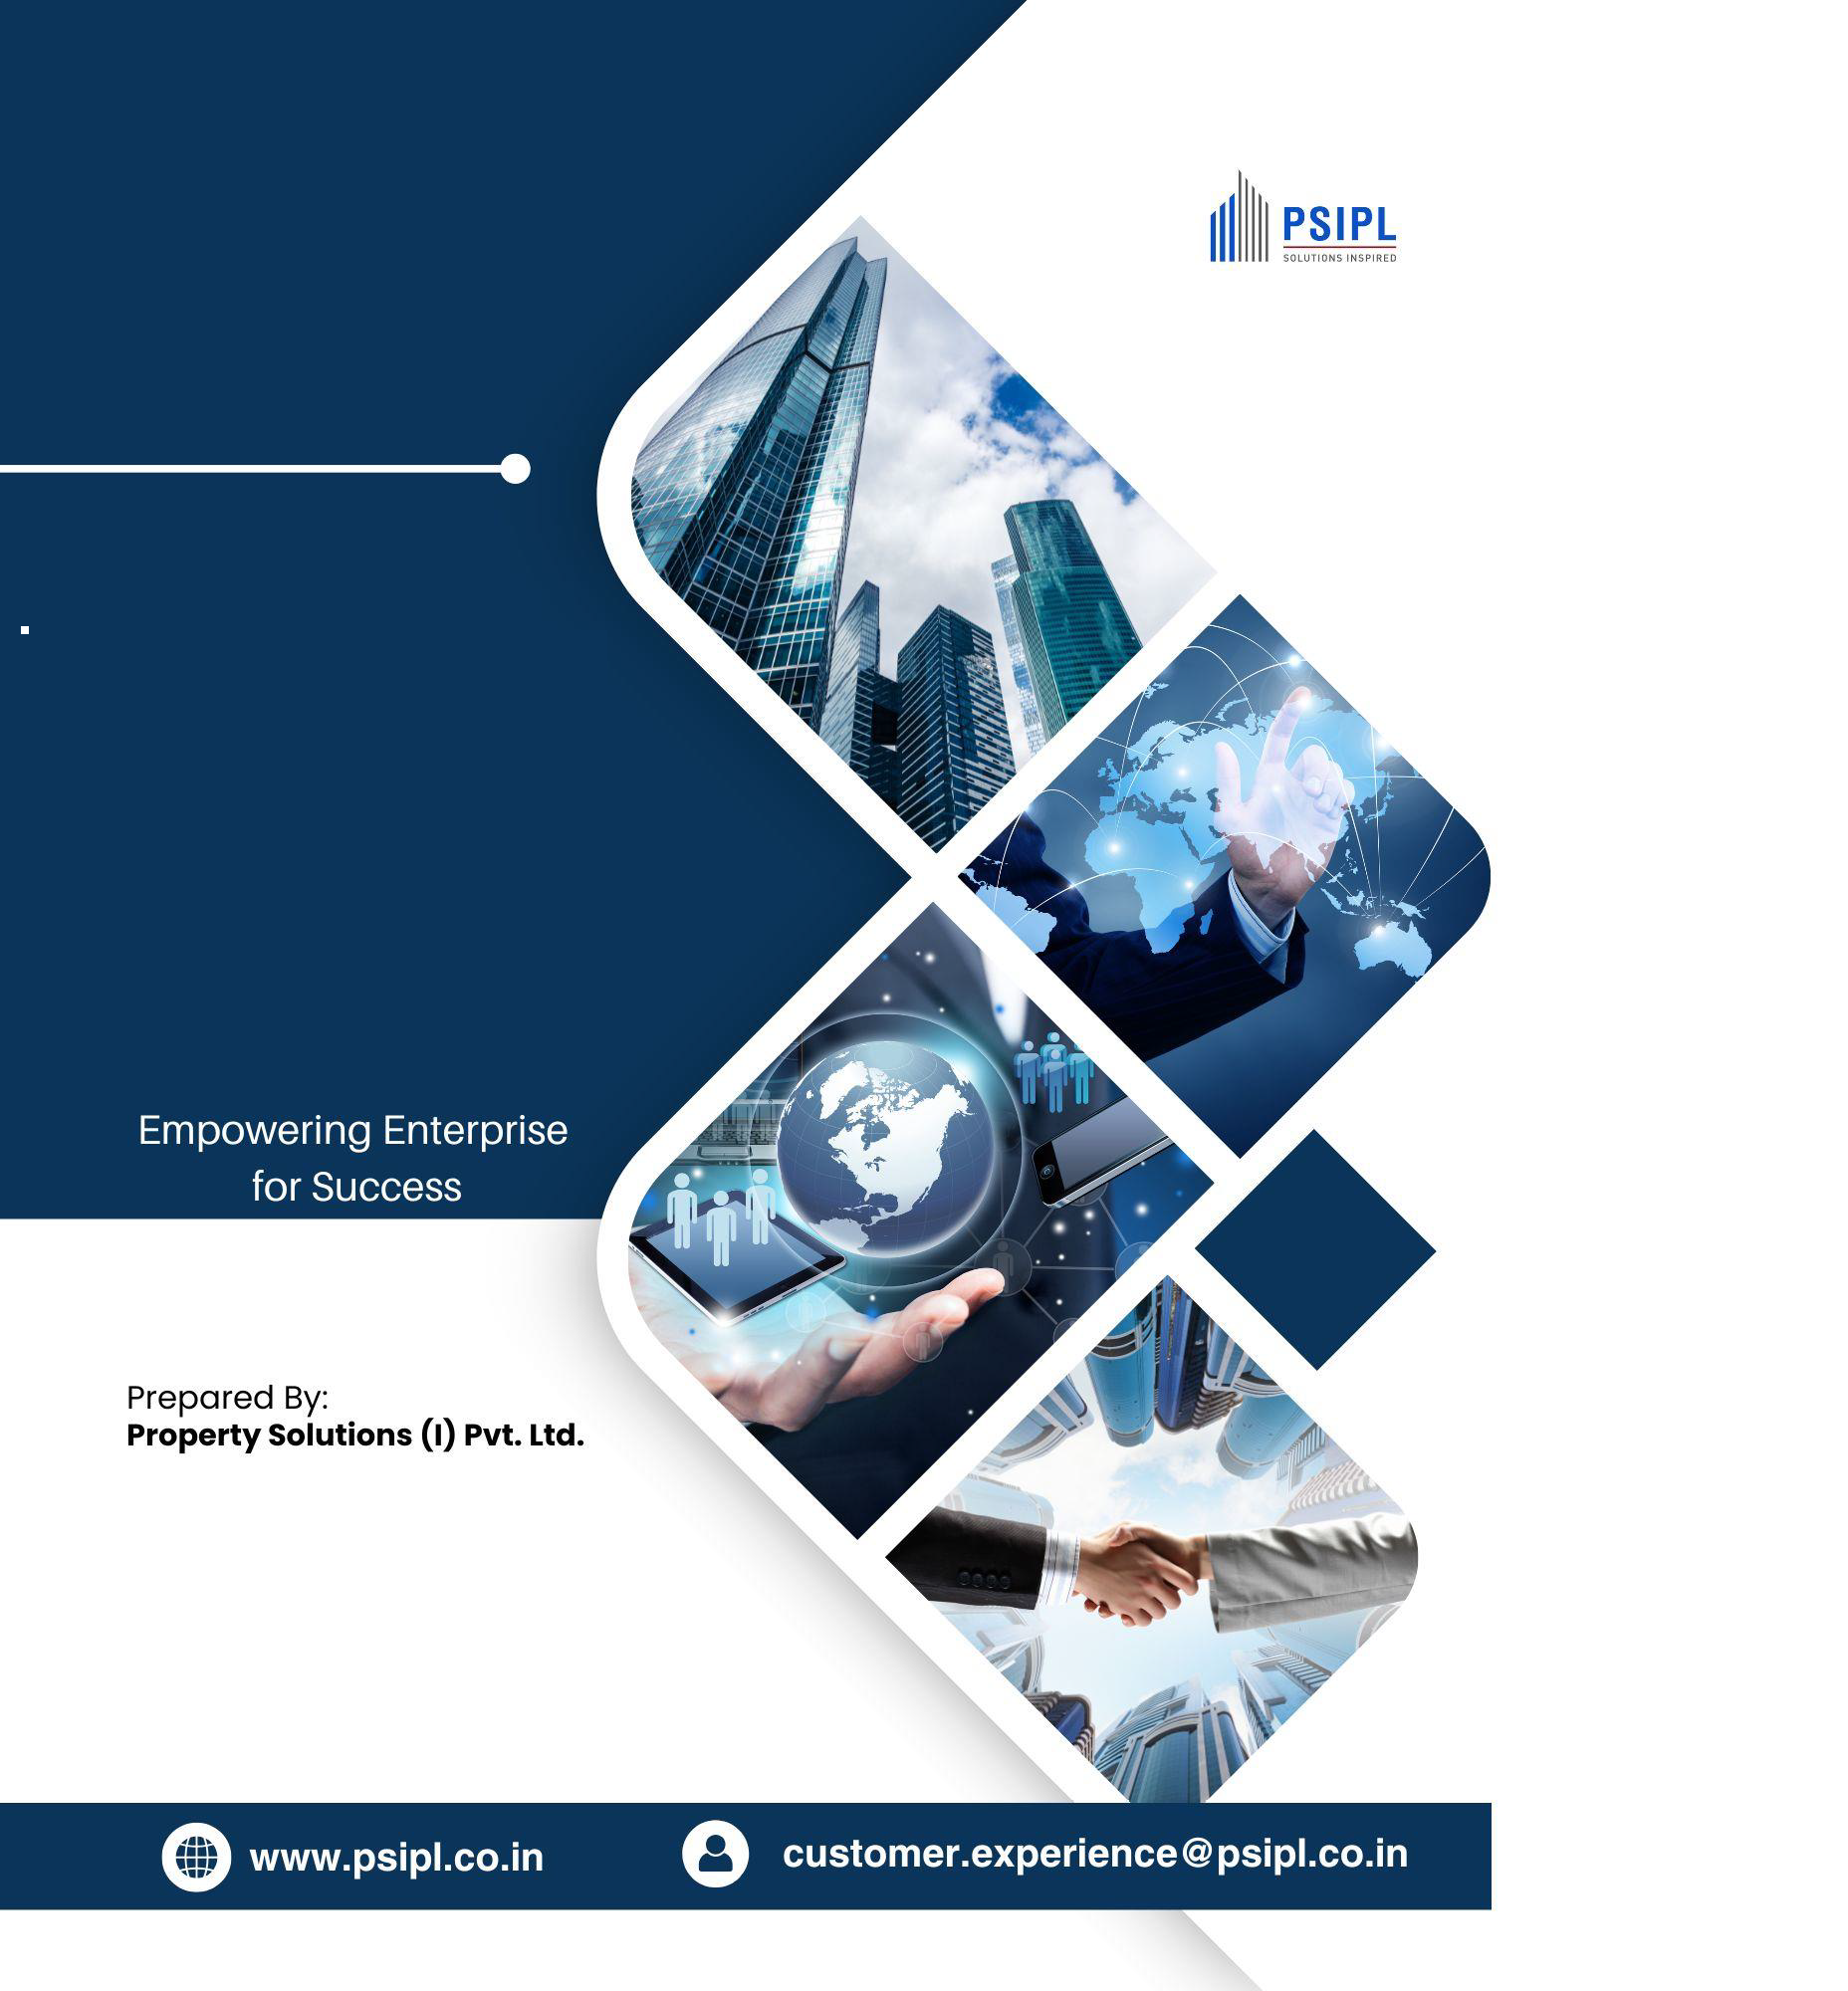 PSIPL
SOLUTIONS INSPIRED
Empowering Enterprise
for Success
Prepared By:
Property Solutions (I) Pvt. Ltd.
www.psipl.co.in
customer.experience@psipl.co.in